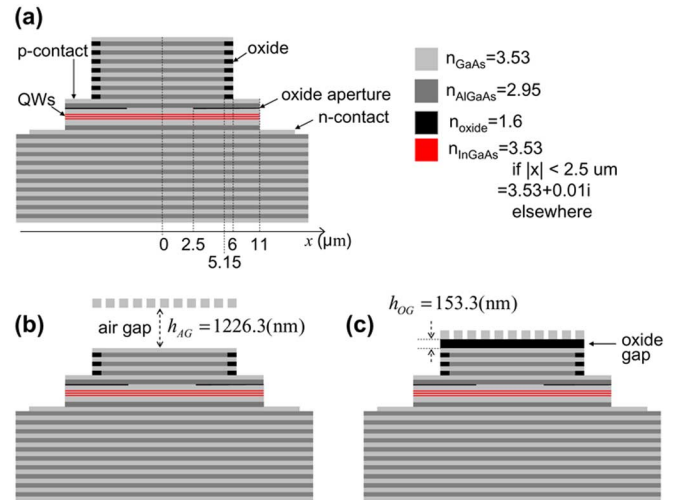 (a)
p-contact
QWs
oxide
oxide aperture
n-contact
n_GaAs=3.53
n_AlGaAs=2.95
n_oxide=1.6
n_InGaAs=3.53
if |x| < 2.5 um
=3.53+0.01i
elsewhere
0 2.5 6 11 x (μm)
5.15
(b)
air gap h_AG = 1226.3(nm)
(c)
h_OG = 153.3(nm)
oxide
gap